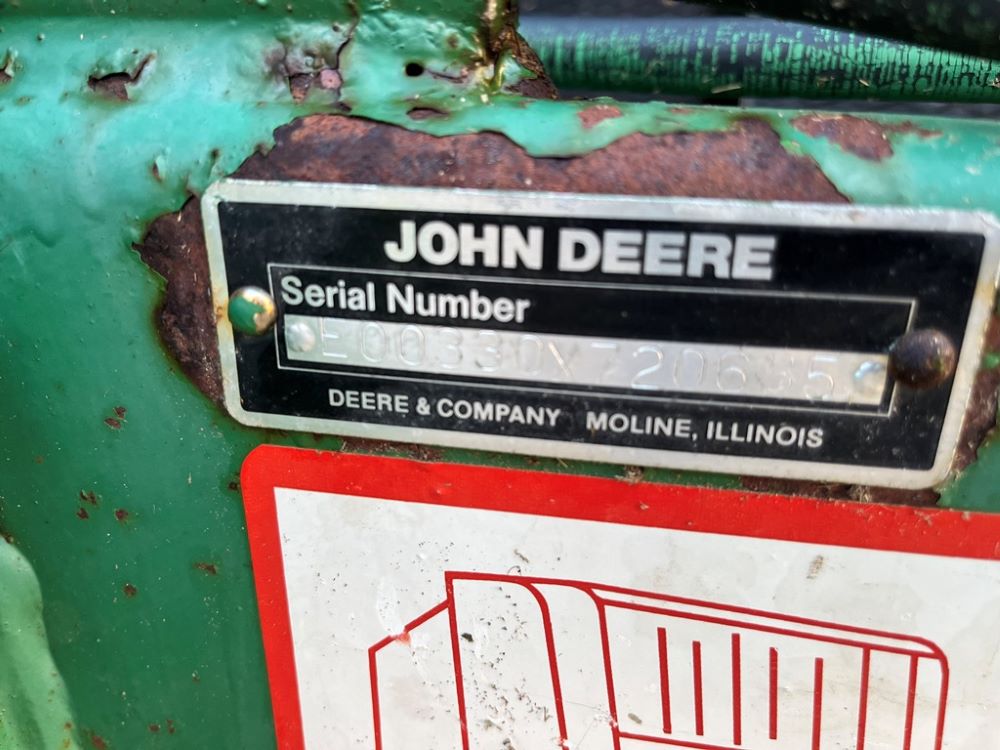 JOHN DEERE
Serial Number
DEERE & COMPANY MOLINE, ILLINOIS